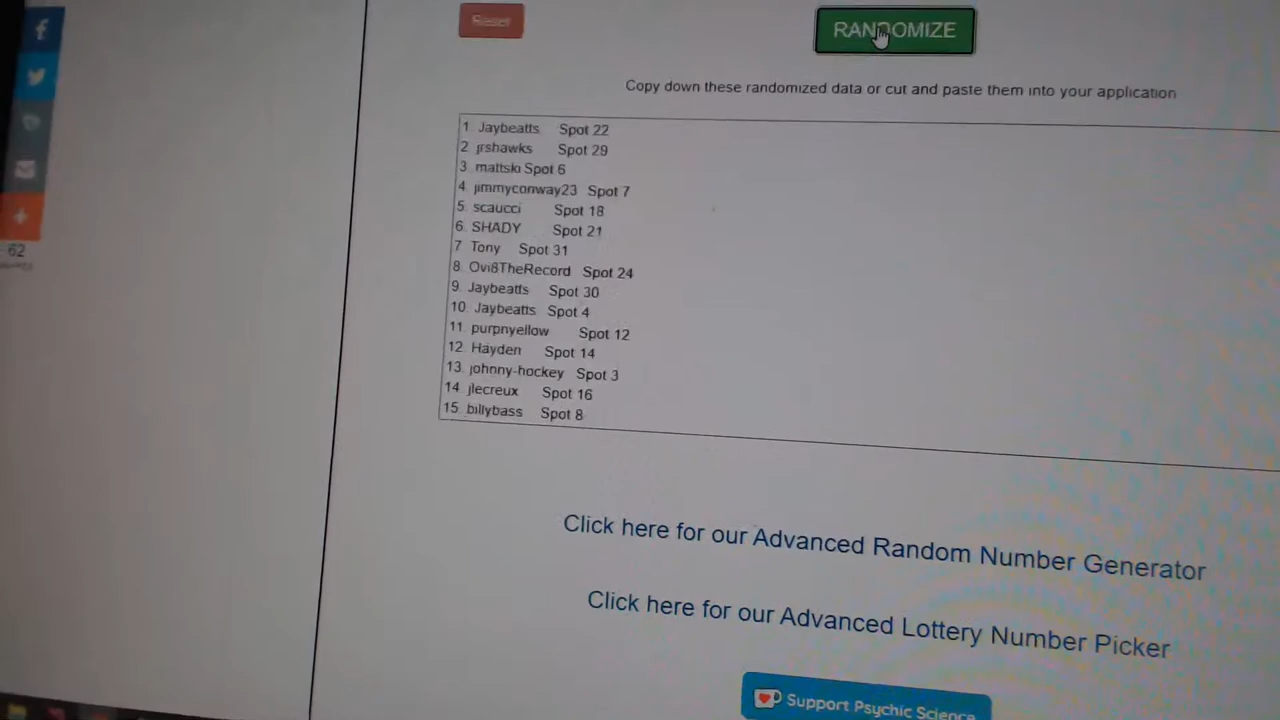 Reset
RANDOMIZE
Copy down these randomized data or cut and paste them into your application
1. Jaybeatts Spot 22
2. jrshawks Spot 29
3. mattski Spot 6
4. jimmyconway23 Spot 7
5. scaucci Spot 18
6. SHADY Spot 21
7. Tony Spot 31
8. Ovi8TheRecord Spot 24
9. Jaybeatts Spot 30
10. Jaybeatts Spot 4
11. purpnyellow Spot 12
12. Hayden Spot 14
13. johnny-hockey Spot 3
14. jlecreux Spot 16
15. billybass Spot 8
62
Click here for our Advanced Random Number Generator
Click here for our Advanced Lottery Number Picker
Support Psychic Science